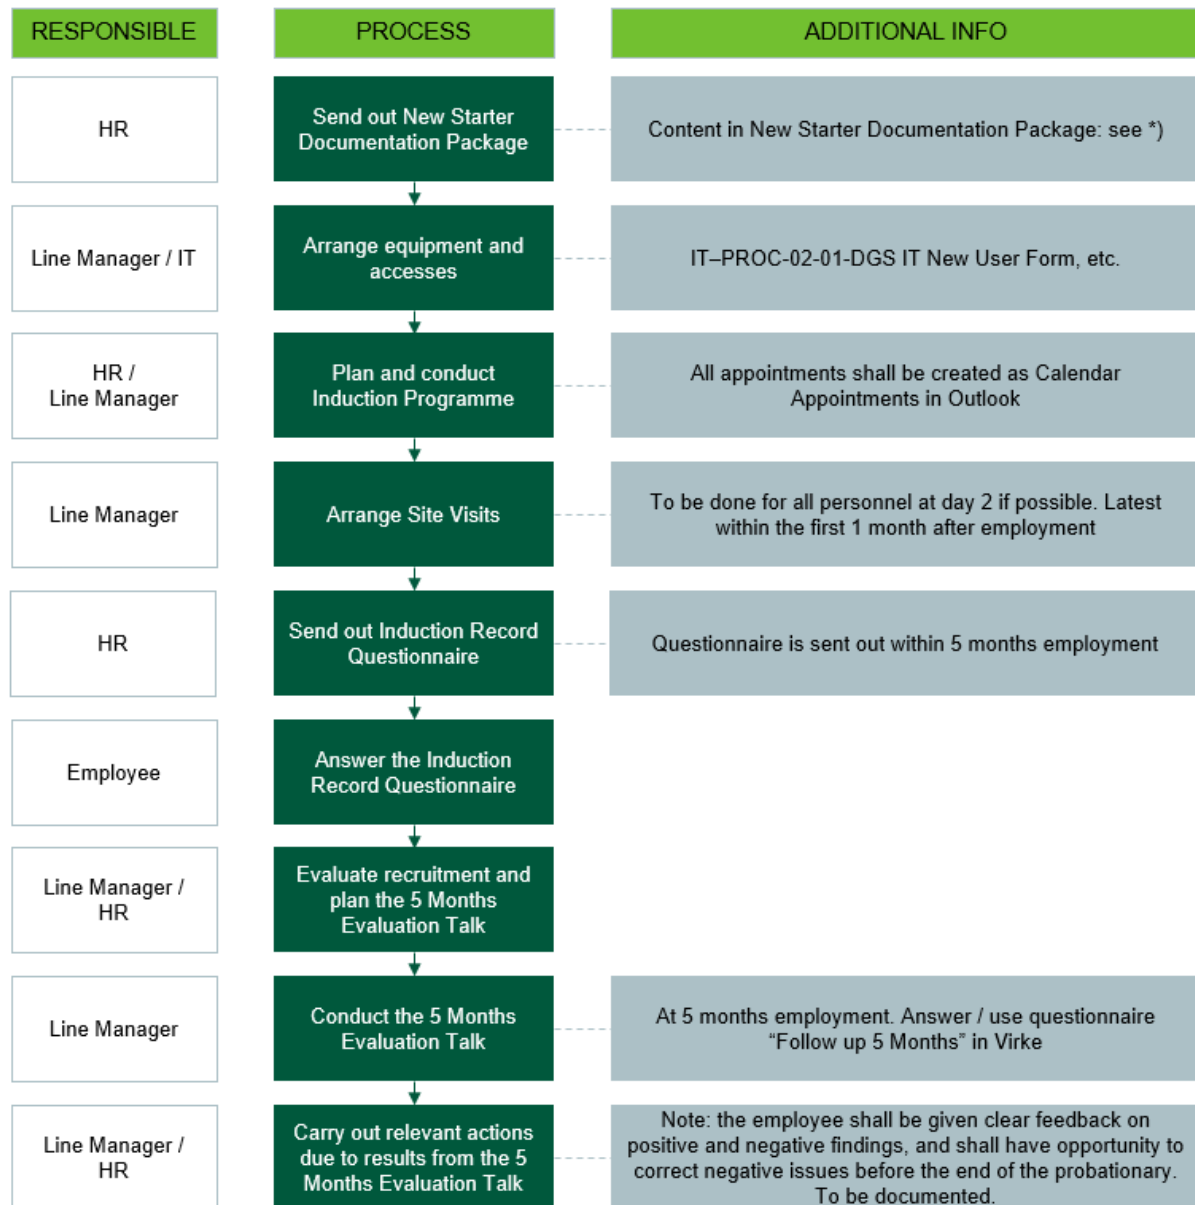 RESPONSIBLE
PROCESS
ADDITIONAL INFO
HR
Send out New Starter
Documentation Package
Content in New Starter Documentation Package: see *)
Line Manager / IT
Arrange equipment and
accesses
IT–PROC-02-01-DGS IT New User Form, etc.
HR /
Line Manager
Plan and conduct
Induction Programme
All appointments shall be created as Calendar
Appointments in Outlook
Line Manager
Arrange Site Visits
To be done for all personnel at day 2 if possible. Latest
within the first 1 month after employment
HR
Send out Induction Record
Questionnaire
Questionnaire is sent out within 5 months employment
Employee
Answer the Induction
Record Questionnaire
Line Manager /
HR
Evaluate recruitment and
plan the 5 Months
Evaluation Talk
Line Manager
Conduct the 5 Months
Evaluation Talk
At 5 months employment. Answer / use questionnaire
“Follow up 5 Months” in Virke
Line Manager /
HR
Carry out relevant actions
due to results from the 5
Months Evaluation Talk
Note: the employee shall be given clear feedback on
positive and negative findings, and shall have opportunity to
correct negative issues before the end of the probationary.
To be documented.